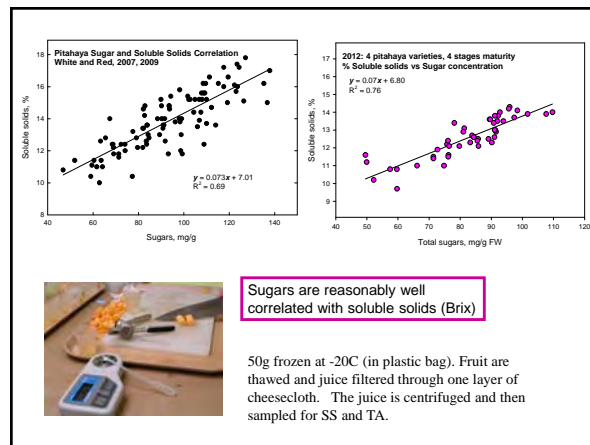 Pitahaya Sugar and Soluble Solids Correlation
White and Red, 2007, 2009
Soluble solids, %
18
16
14
12
10
8
y = 0.073x + 7.01
R² = 0.69
40 60 80 100 120 140
Sugars, mg/g
2012: 4 pitahaya varieties, 4 stages maturity
% Soluble solids vs Sugar concentration
y = 0.07x + 6.80
R² = 0.76
Soluble solids, %
17
16
15
14
13
12
11
10
9
40 50 60 70 80 90 100 110 120
Total sugars, mg/g FW
Sugars are reasonably well
correlated with soluble solids (Brix)
50g frozen at -20C (in plastic bag). Fruit are
thawed and juice filtered through one layer of
cheesecloth. The juice is centrifuged and then
sampled for SS and TA.